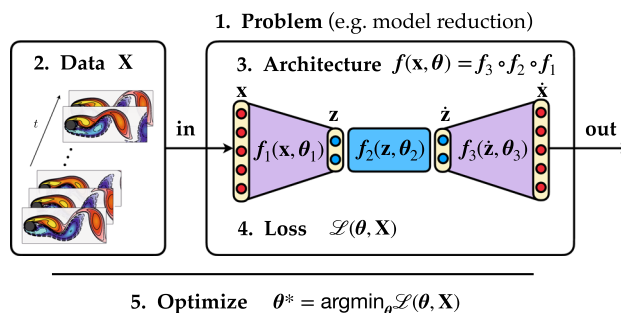 1. Problem (e.g. model reduction)
2. Data X
t
in
3. Architecture f(x, θ) = f₃ ∘ f₂ ∘ f₁
x
z
ż
ẋ
f₁(x, θ₁)
f₂(z, θ₂)
f₃(ż, θ₃)
out
4. Loss ℒ(θ, X)
5. Optimize θ* = argmin_θ ℒ(θ, X)